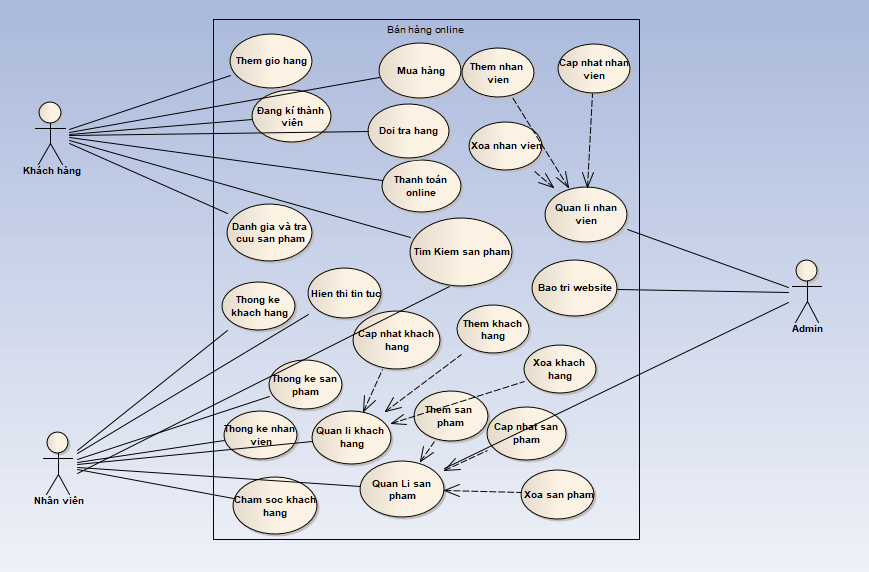 Bán hàng online
Them gio hang
Mua hàng
Them nhan
vien
Cap nhat nhan
vien
Đang kí thành
viên
Doi tra hang
Xoa nhan vien
Khách hàng
Thanh toán
online
Quan li nhan
vien
Danh gia và tra
cuu san pham
Tim Kiem san pham
Thong ke
khach hang
Hien thi tin tuc
Bao tri website
Admin
Cap nhat khach
hang
Them khach
hang
Xoa khach
hang
Thong ke san
pham
Them san
pham
Thong ke nhan
vien
Quan li khach
hang
Cap nhat san
pham
Nhân viên
Cham soc khach
hang
Quan Li san
pham
Xoa san pham